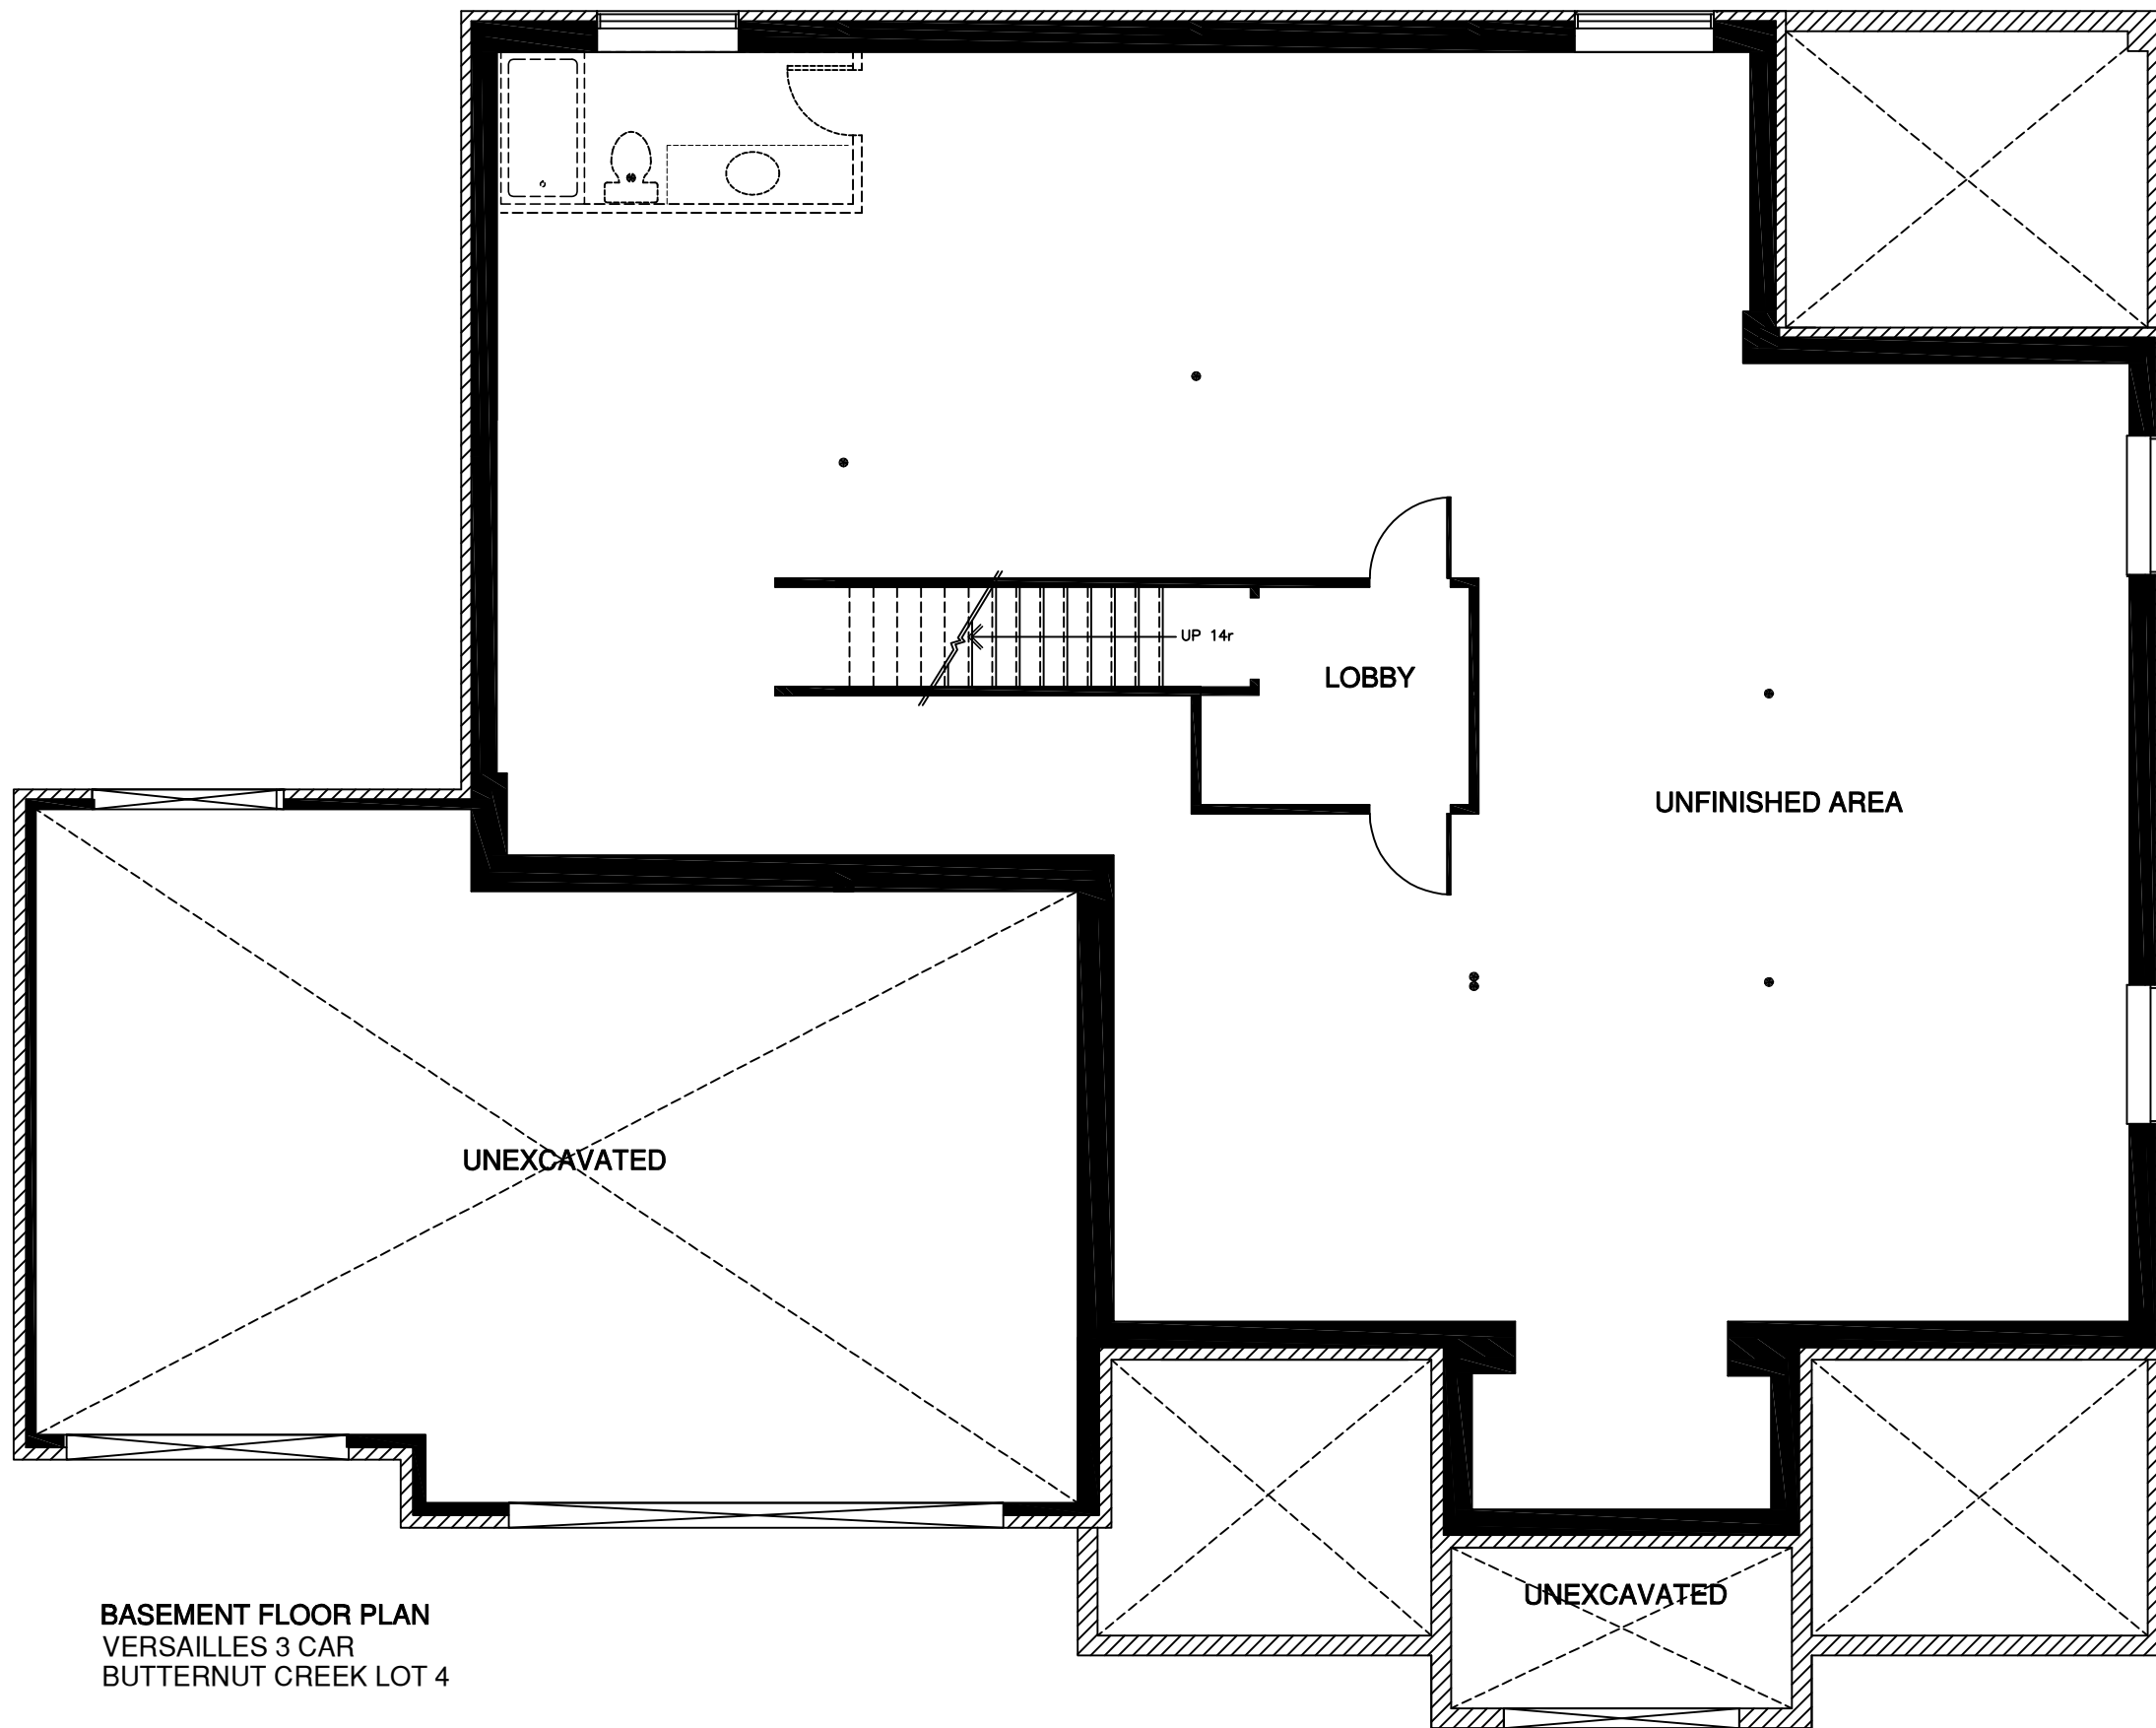 UP 14r
LOBBY
UNFINISHED AREA
UNEXCAVATED
UNEXCAVATED
BASEMENT FLOOR PLAN
VERSAILLES 3 CAR
BUTTERNUT CREEK LOT 4